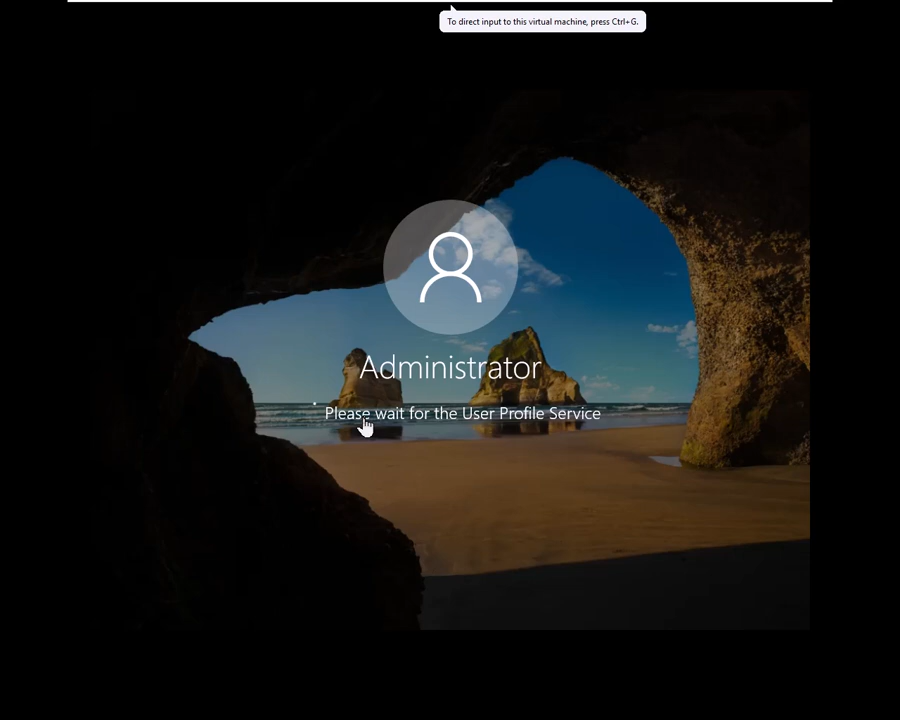 To direct input to this virtual machine, press Ctrl+G.
Administrator
Please wait for the User Profile Service